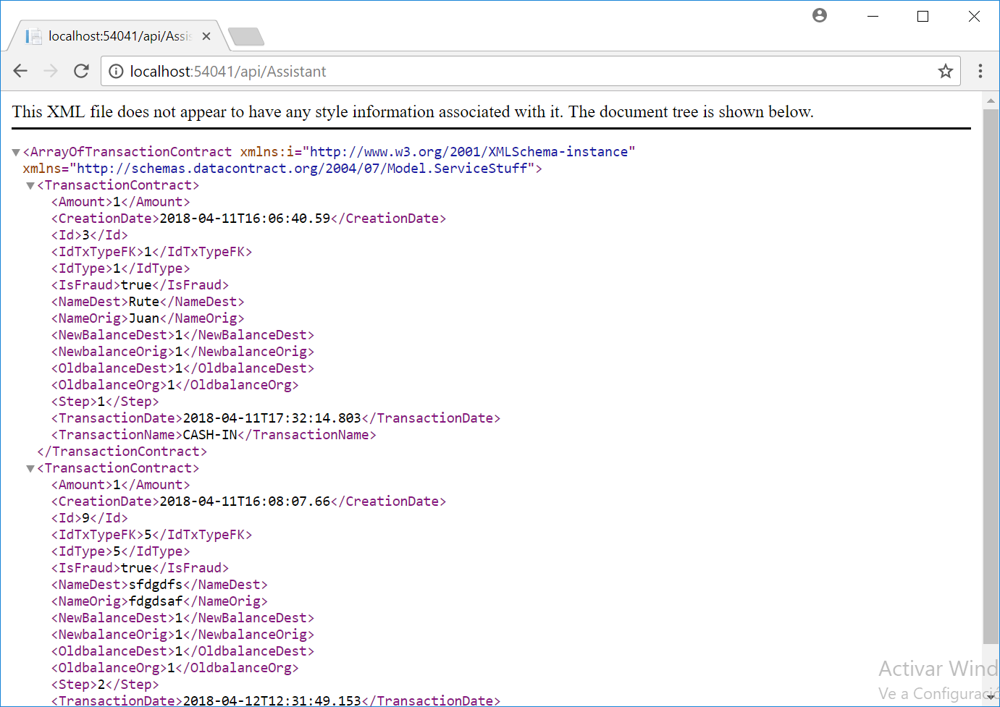 localhost:54041/api/Assis
localhost:54041/api/Assistant
This XML file does not appear to have any style information associated with it. The document tree is shown below.
<ArrayOfTransactionContract xmlns:i="http://www.w3.org/2001/XMLSchema-instance"
xmlns="http://schemas.datacontract.org/2004/07/Model.ServiceStuff">
<TransactionContract>
<Amount>1</Amount>
<CreationDate>2018-04-11T16:06:40.59</CreationDate>
<Id>3</Id>
<IdTxTypeFK>1</IdTxTypeFK>
<IdType>1</IdType>
<IsFraud>true</IsFraud>
<NameDest>Rute</NameDest>
<NameOrig>Juan</NameOrig>
<NewBalanceDest>1</NewBalanceDest>
<NewbalanceOrig>1</NewbalanceOrig>
<OldbalanceDest>1</OldbalanceDest>
<OldbalanceOrg>1</OldbalanceOrg>
<Step>1</Step>
<TransactionDate>2018-04-11T17:32:14.803</TransactionDate>
<TransactionName>CASH-IN</TransactionName>
</TransactionContract>
<TransactionContract>
<Amount>1</Amount>
<CreationDate>2018-04-11T16:08:07.66</CreationDate>
<Id>9</Id>
<IdTxTypeFK>5</IdTxTypeFK>
<IdType>5</IdType>
<IsFraud>true</IsFraud>
<NameDest>sfdgdfs</NameDest>
<NameOrig>fdgdsaf</NameOrig>
<NewBalanceDest>1</NewBalanceDest>
<NewbalanceOrig>1</NewbalanceOrig>
<OldbalanceDest>1</OldbalanceDest>
<OldbalanceOrg>1</OldbalanceOrg>
<Step>2</Step>
<TransactionDate>2018-04-12T12:31:49.153</TransactionDate>
Activar Wind
Ve a Configuració